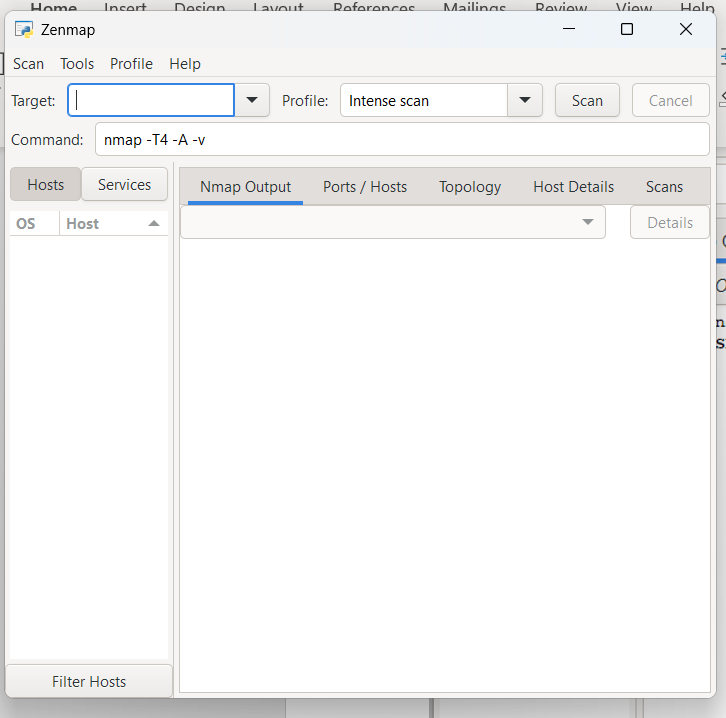 Home Insert Design Layout References Mailings Review View Help
Zenmap
Scan Tools Profile Help
Target: Profile: Intense scan Scan Cancel
Command: nmap -T4 -A -v
Hosts Services Nmap Output Ports / Hosts Topology Host Details Scans
OS Host Details
Filter Hosts